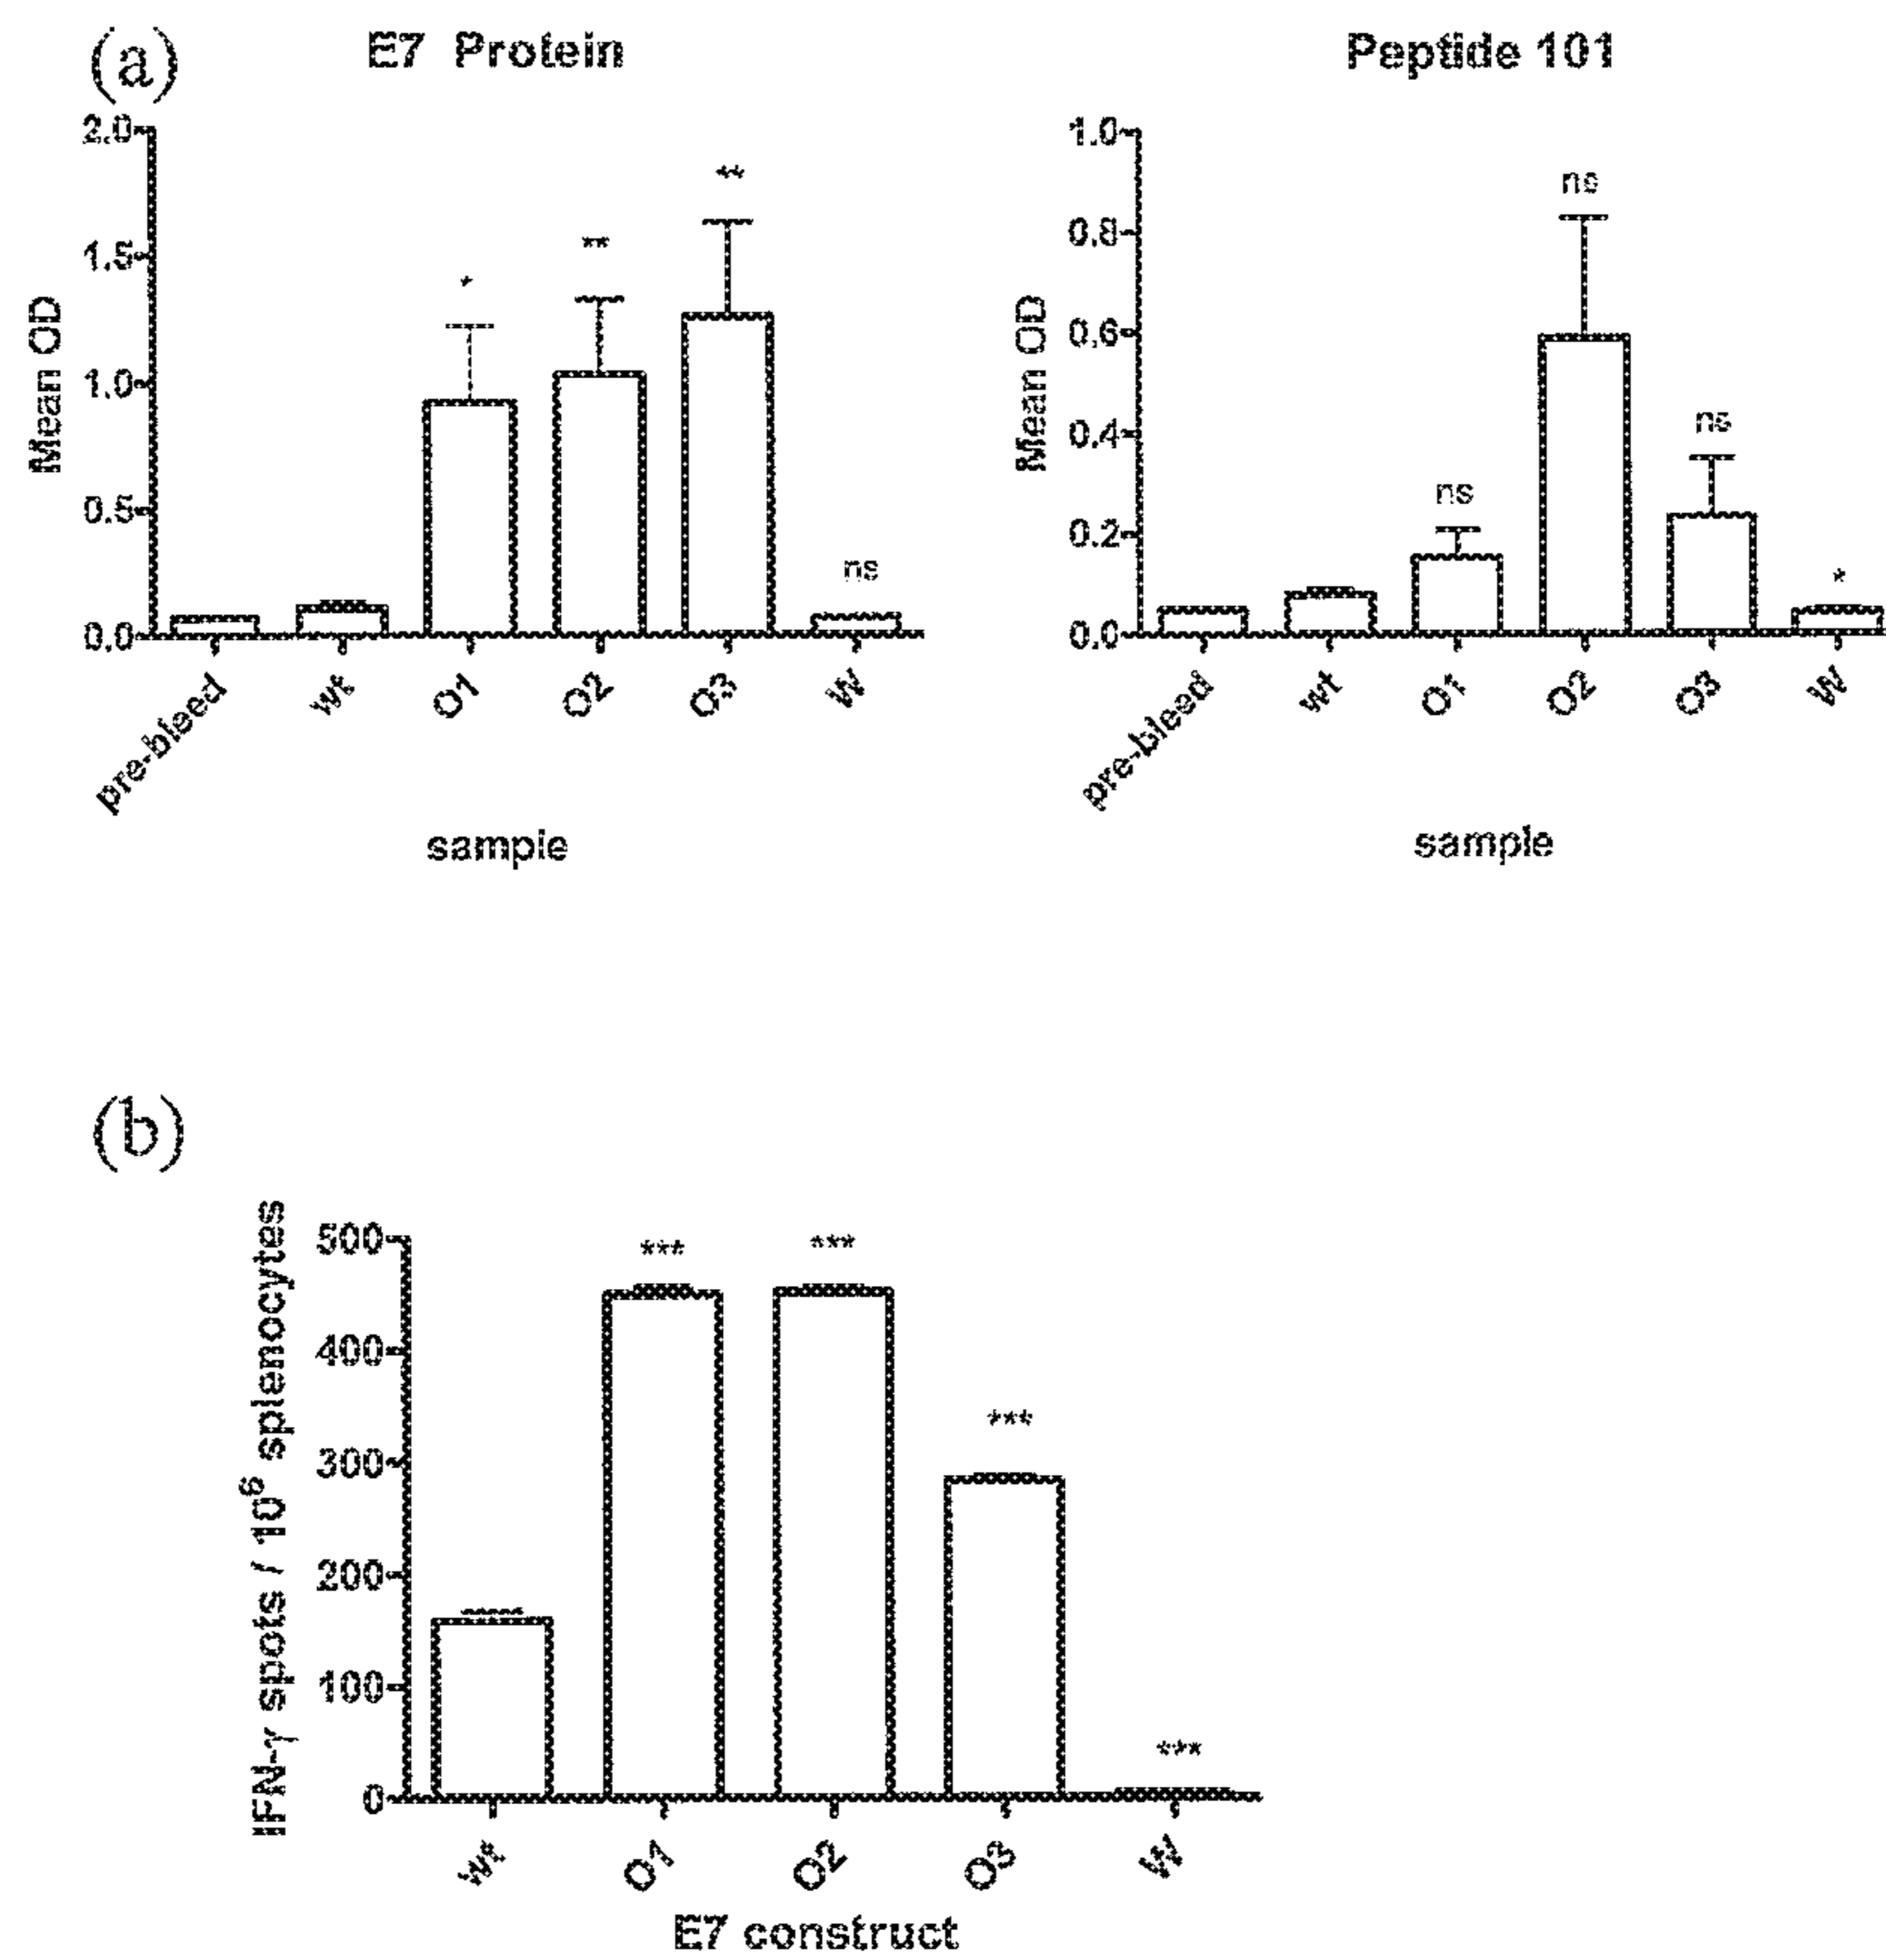 (a)
E7 Protein
2.0
1.5
1.0
0.5
0.0
Mean OD
*
**
**
ns
pre-bleed
wt
O1
O2
O3
W
sample
Peptide 101
1.0
0.8
0.6
0.4
0.2
0.0
Mean OD
ns
ns
ns
*
pre-bleed
wt
O1
O2
O3
W
sample
(b)
500
400
300
200
100
0
IFN-γ spots / 10⁶ splenocytes
***
***
***
***
wt
O1
O2
O3
W
E7 construct